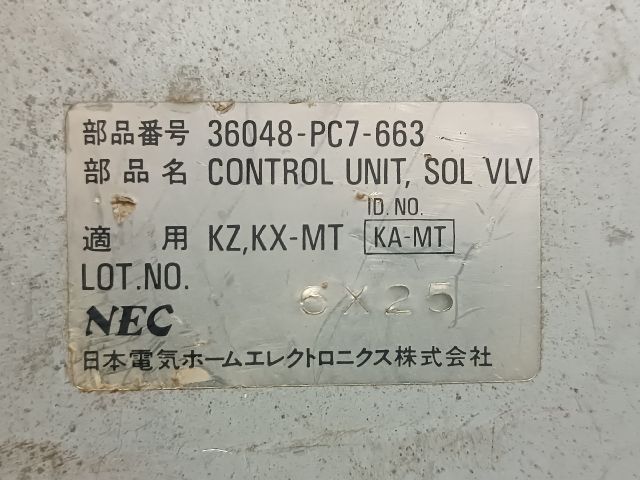 部品番号 36048-PC7-663
部品名 CONTROL UNIT, SOL VLV
ID. NO.
適用 KZ,KX-MT KA-MT
LOT.NO. 6X25
NEC
日本電気ホームエレクトロニクス株式会社